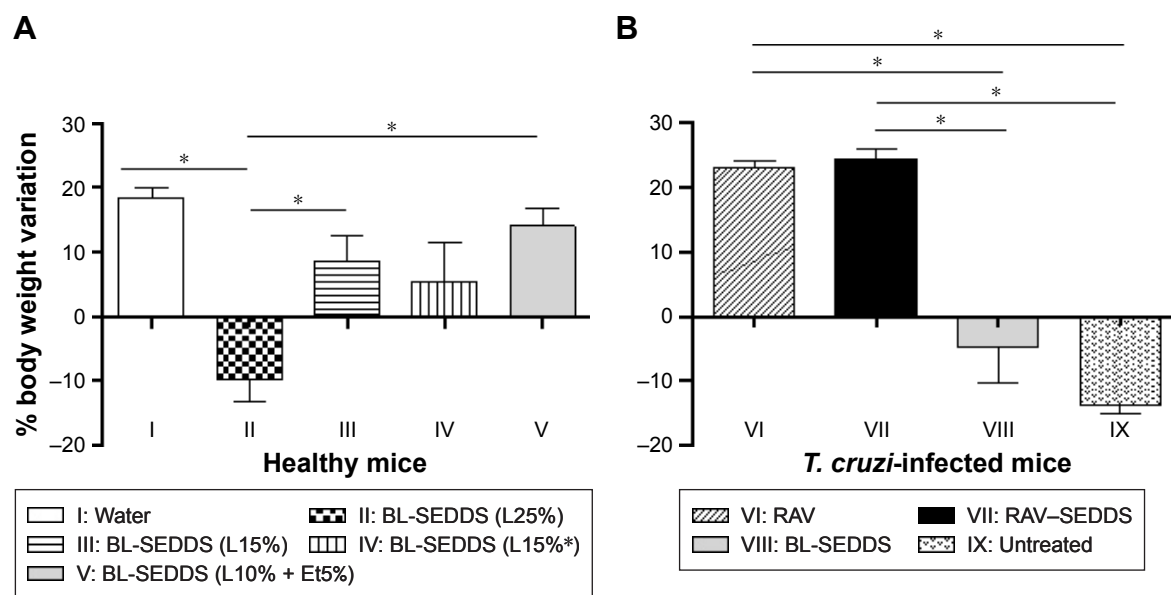 A
% body weight variation
30
20
10
0
–10
–20
*
*
*
I II III IV V
Healthy mice
I: Water
II: BL-SEDDS (L25%)
III: BL-SEDDS (L15%)
IV: BL-SEDDS (L15%*)
V: BL-SEDDS (L10% + Et5%)
B
*
*
*
*
30
20
10
0
–10
–20
VI VII VIII IX
T. cruzi-infected mice
VI: RAV
VII: RAV–SEDDS
VIII: BL-SEDDS
IX: Untreated